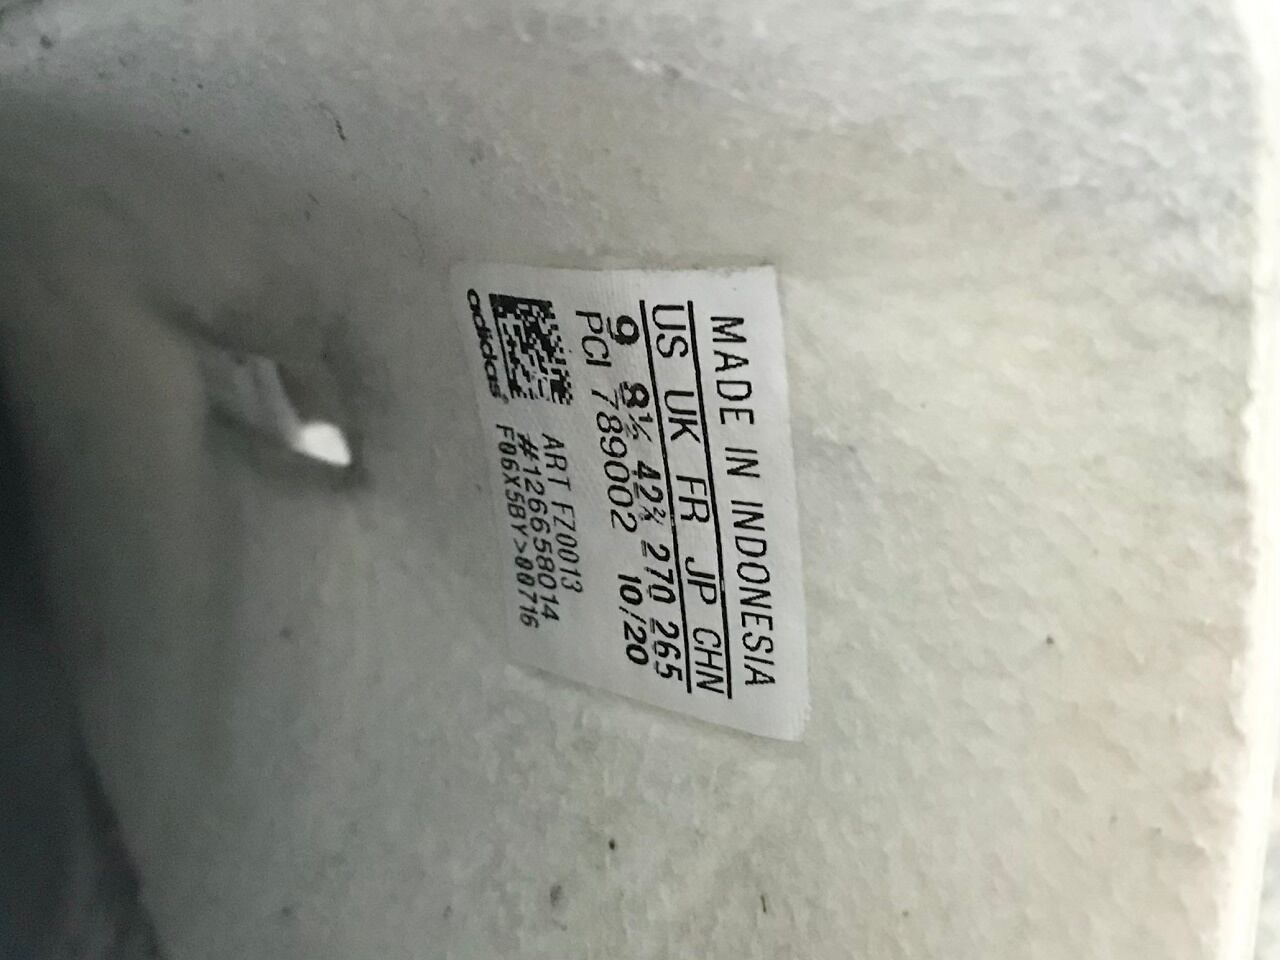 MADE IN INDONESIA
US UK FR JP CHN
9 8½ 42⅔ 270 265
PCI 789002 10/20
ART FZ0013
#126658014
F06X5BY>00716
adidas